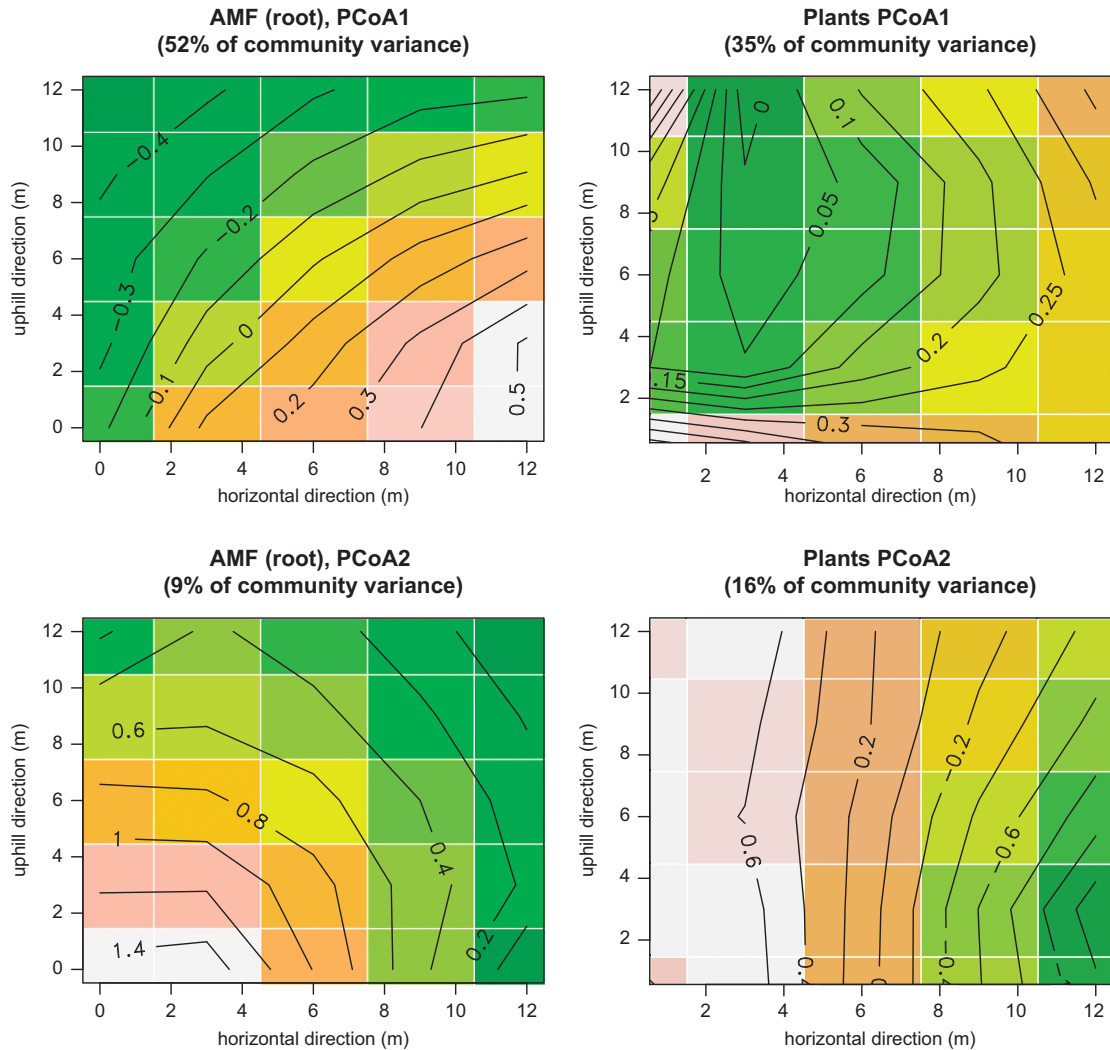 AMF (root), PCoA1
(52% of community variance)
uphill direction (m)
12
10
8
6
4
2
0
−0.4
−0.2
−0.3
0
−0.1
0.2
0.3
0.5
0 2 4 6 8 10 12
horizontal direction (m)
Plants PCoA1
(35% of community variance)
uphill direction (m)
12
10
8
6
4
2
0
0.1
0.05
0.25
0.2
.15
0.3
2 4 6 8 10 12
horizontal direction (m)
AMF (root), PCoA2
(9% of community variance)
uphill direction (m)
12
10
8
6
4
2
0
0.6
0.8
1
0.4
1.4
0.2
0 2 4 6 8 10 12
horizontal direction (m)
Plants PCoA2
(16% of community variance)
uphill direction (m)
12
10
8
6
4
2
0.2
−0.2
0.6
−0.6
2 4 6 8 10 12
horizontal direction (m)